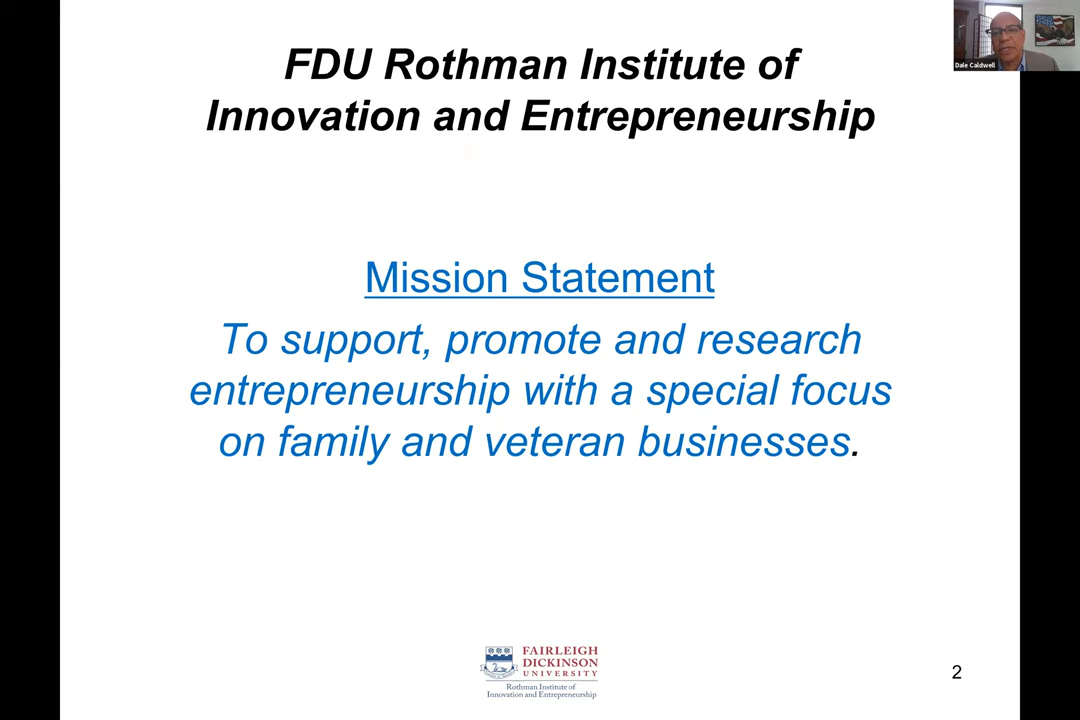 FDU Rothman Institute of
Innovation and Entrepreneurship
Dale Caldwell
Mission Statement
To support, promote and research
entrepreneurship with a special focus
on family and veteran businesses.
FAIRLEIGH
DICKINSON
UNIVERSITY
Rothman Institute of
Innovation and Entrepreneurship
2